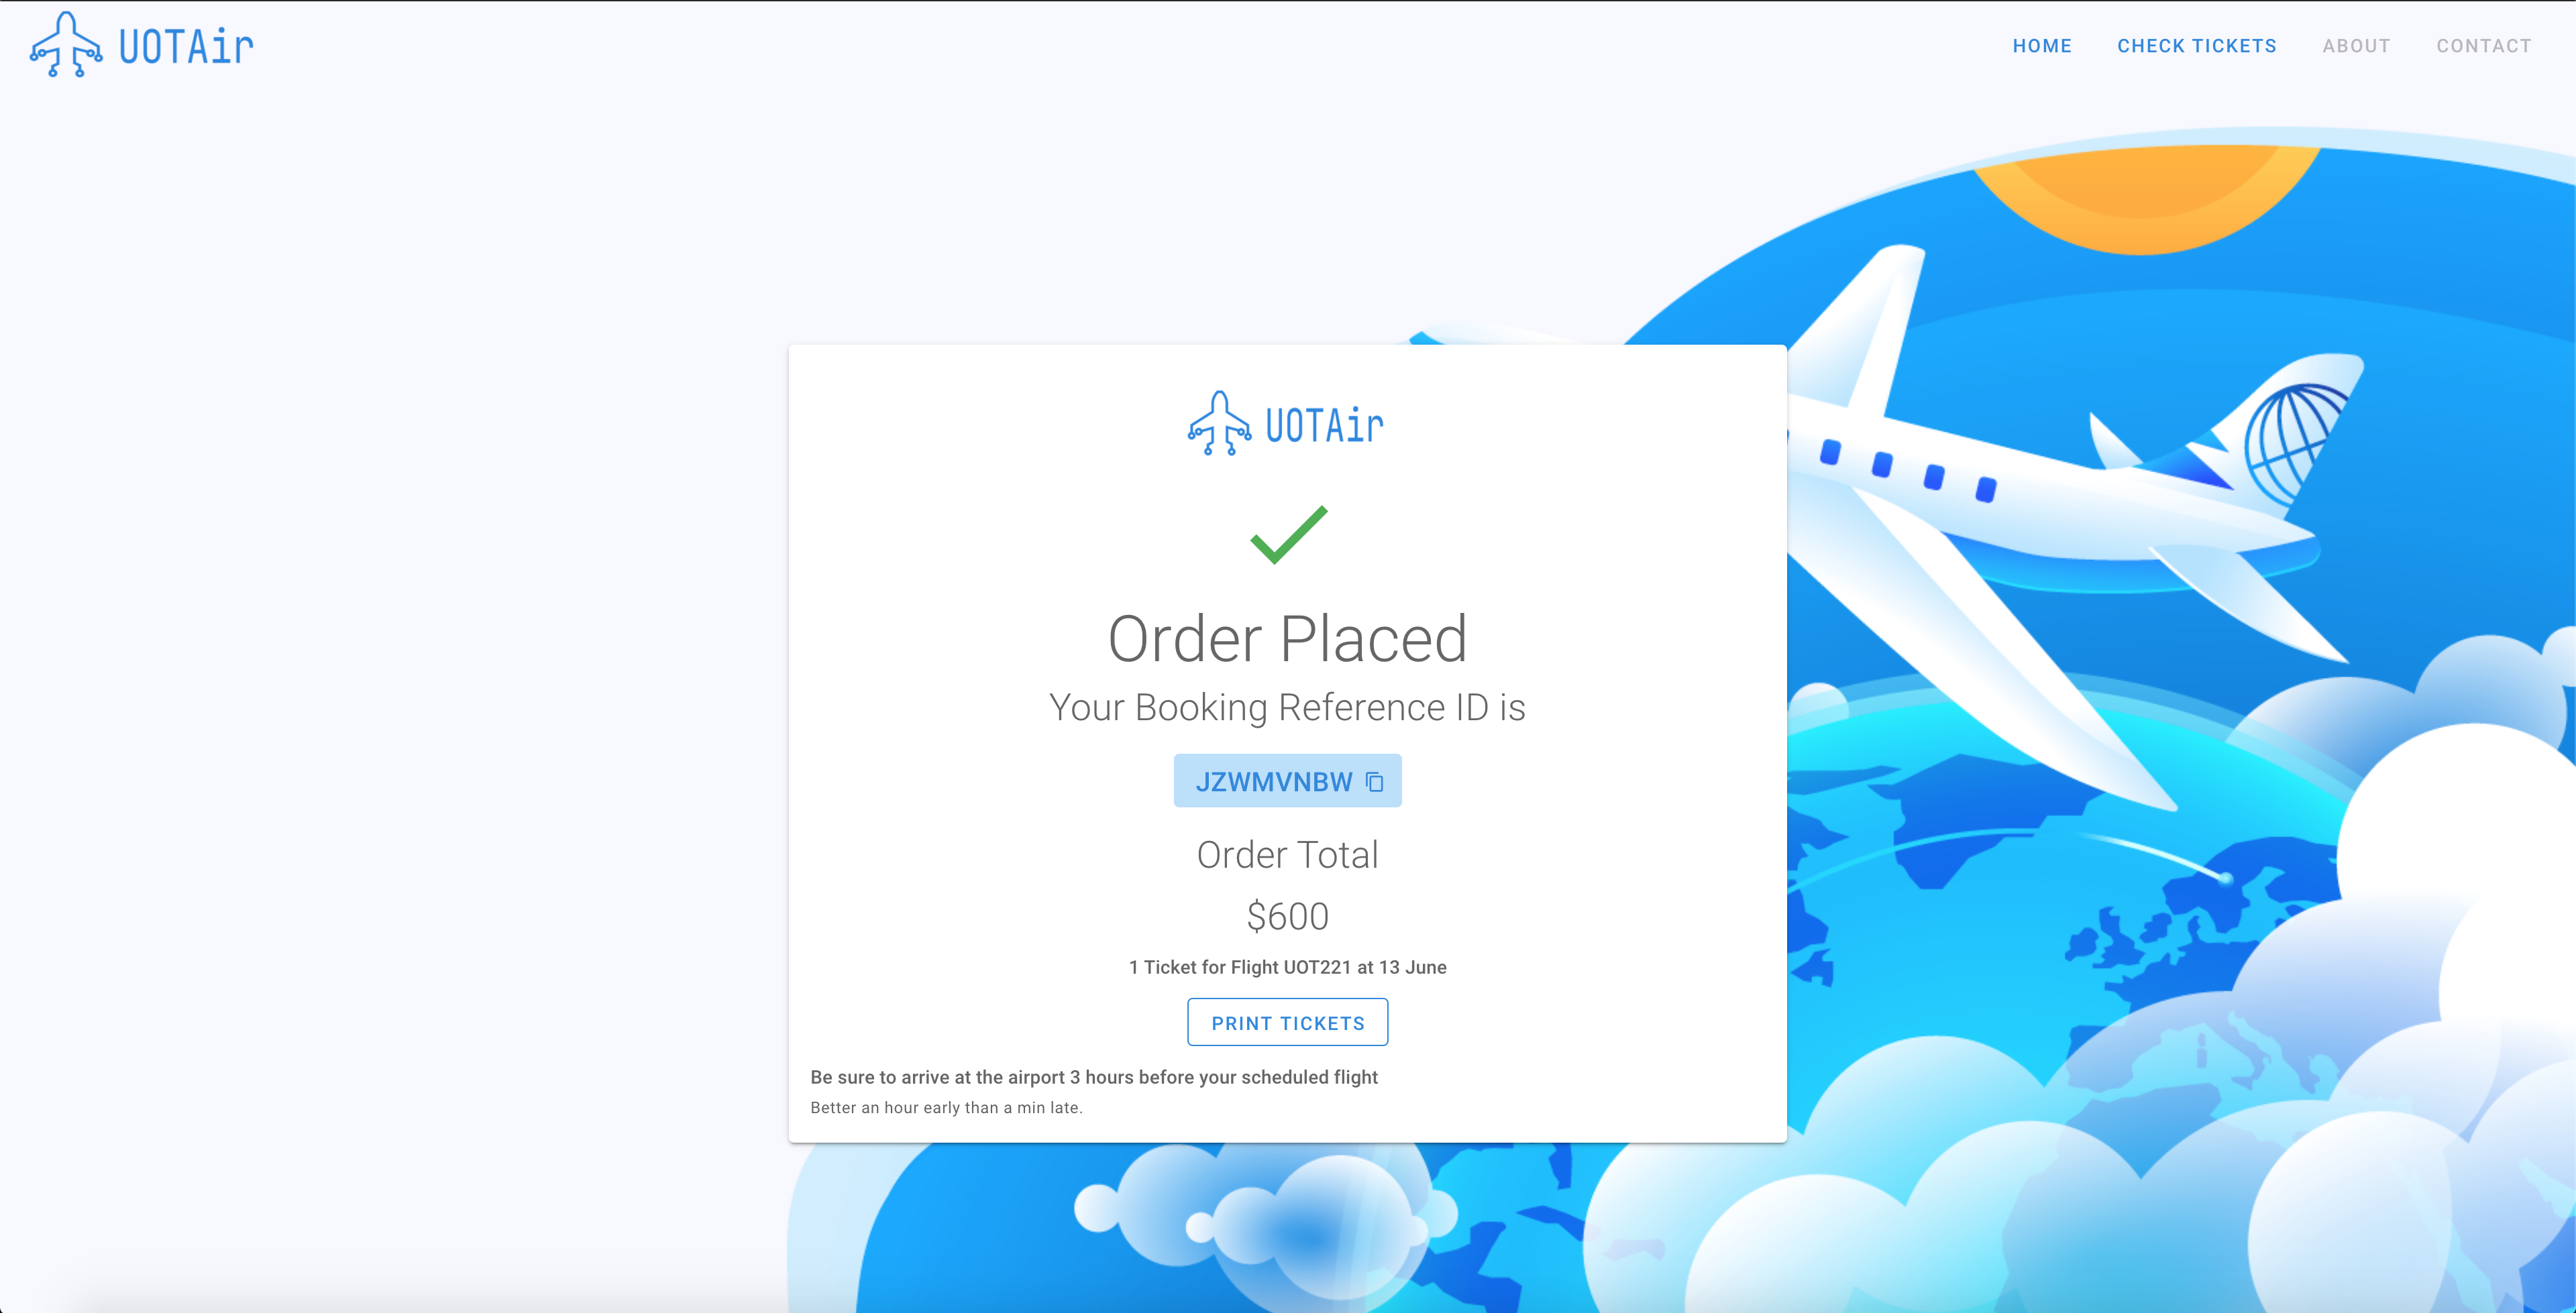 UOTAir
HOME
CHECK TICKETS
ABOUT
CONTACT
UOTAir
Order Placed
Your Booking Reference ID is
JZWMVNBW
Order Total
$600
1 Ticket for Flight UOT221 at 13 June
PRINT TICKETS
Be sure to arrive at the airport 3 hours before your scheduled flight
Better an hour early than a min late.